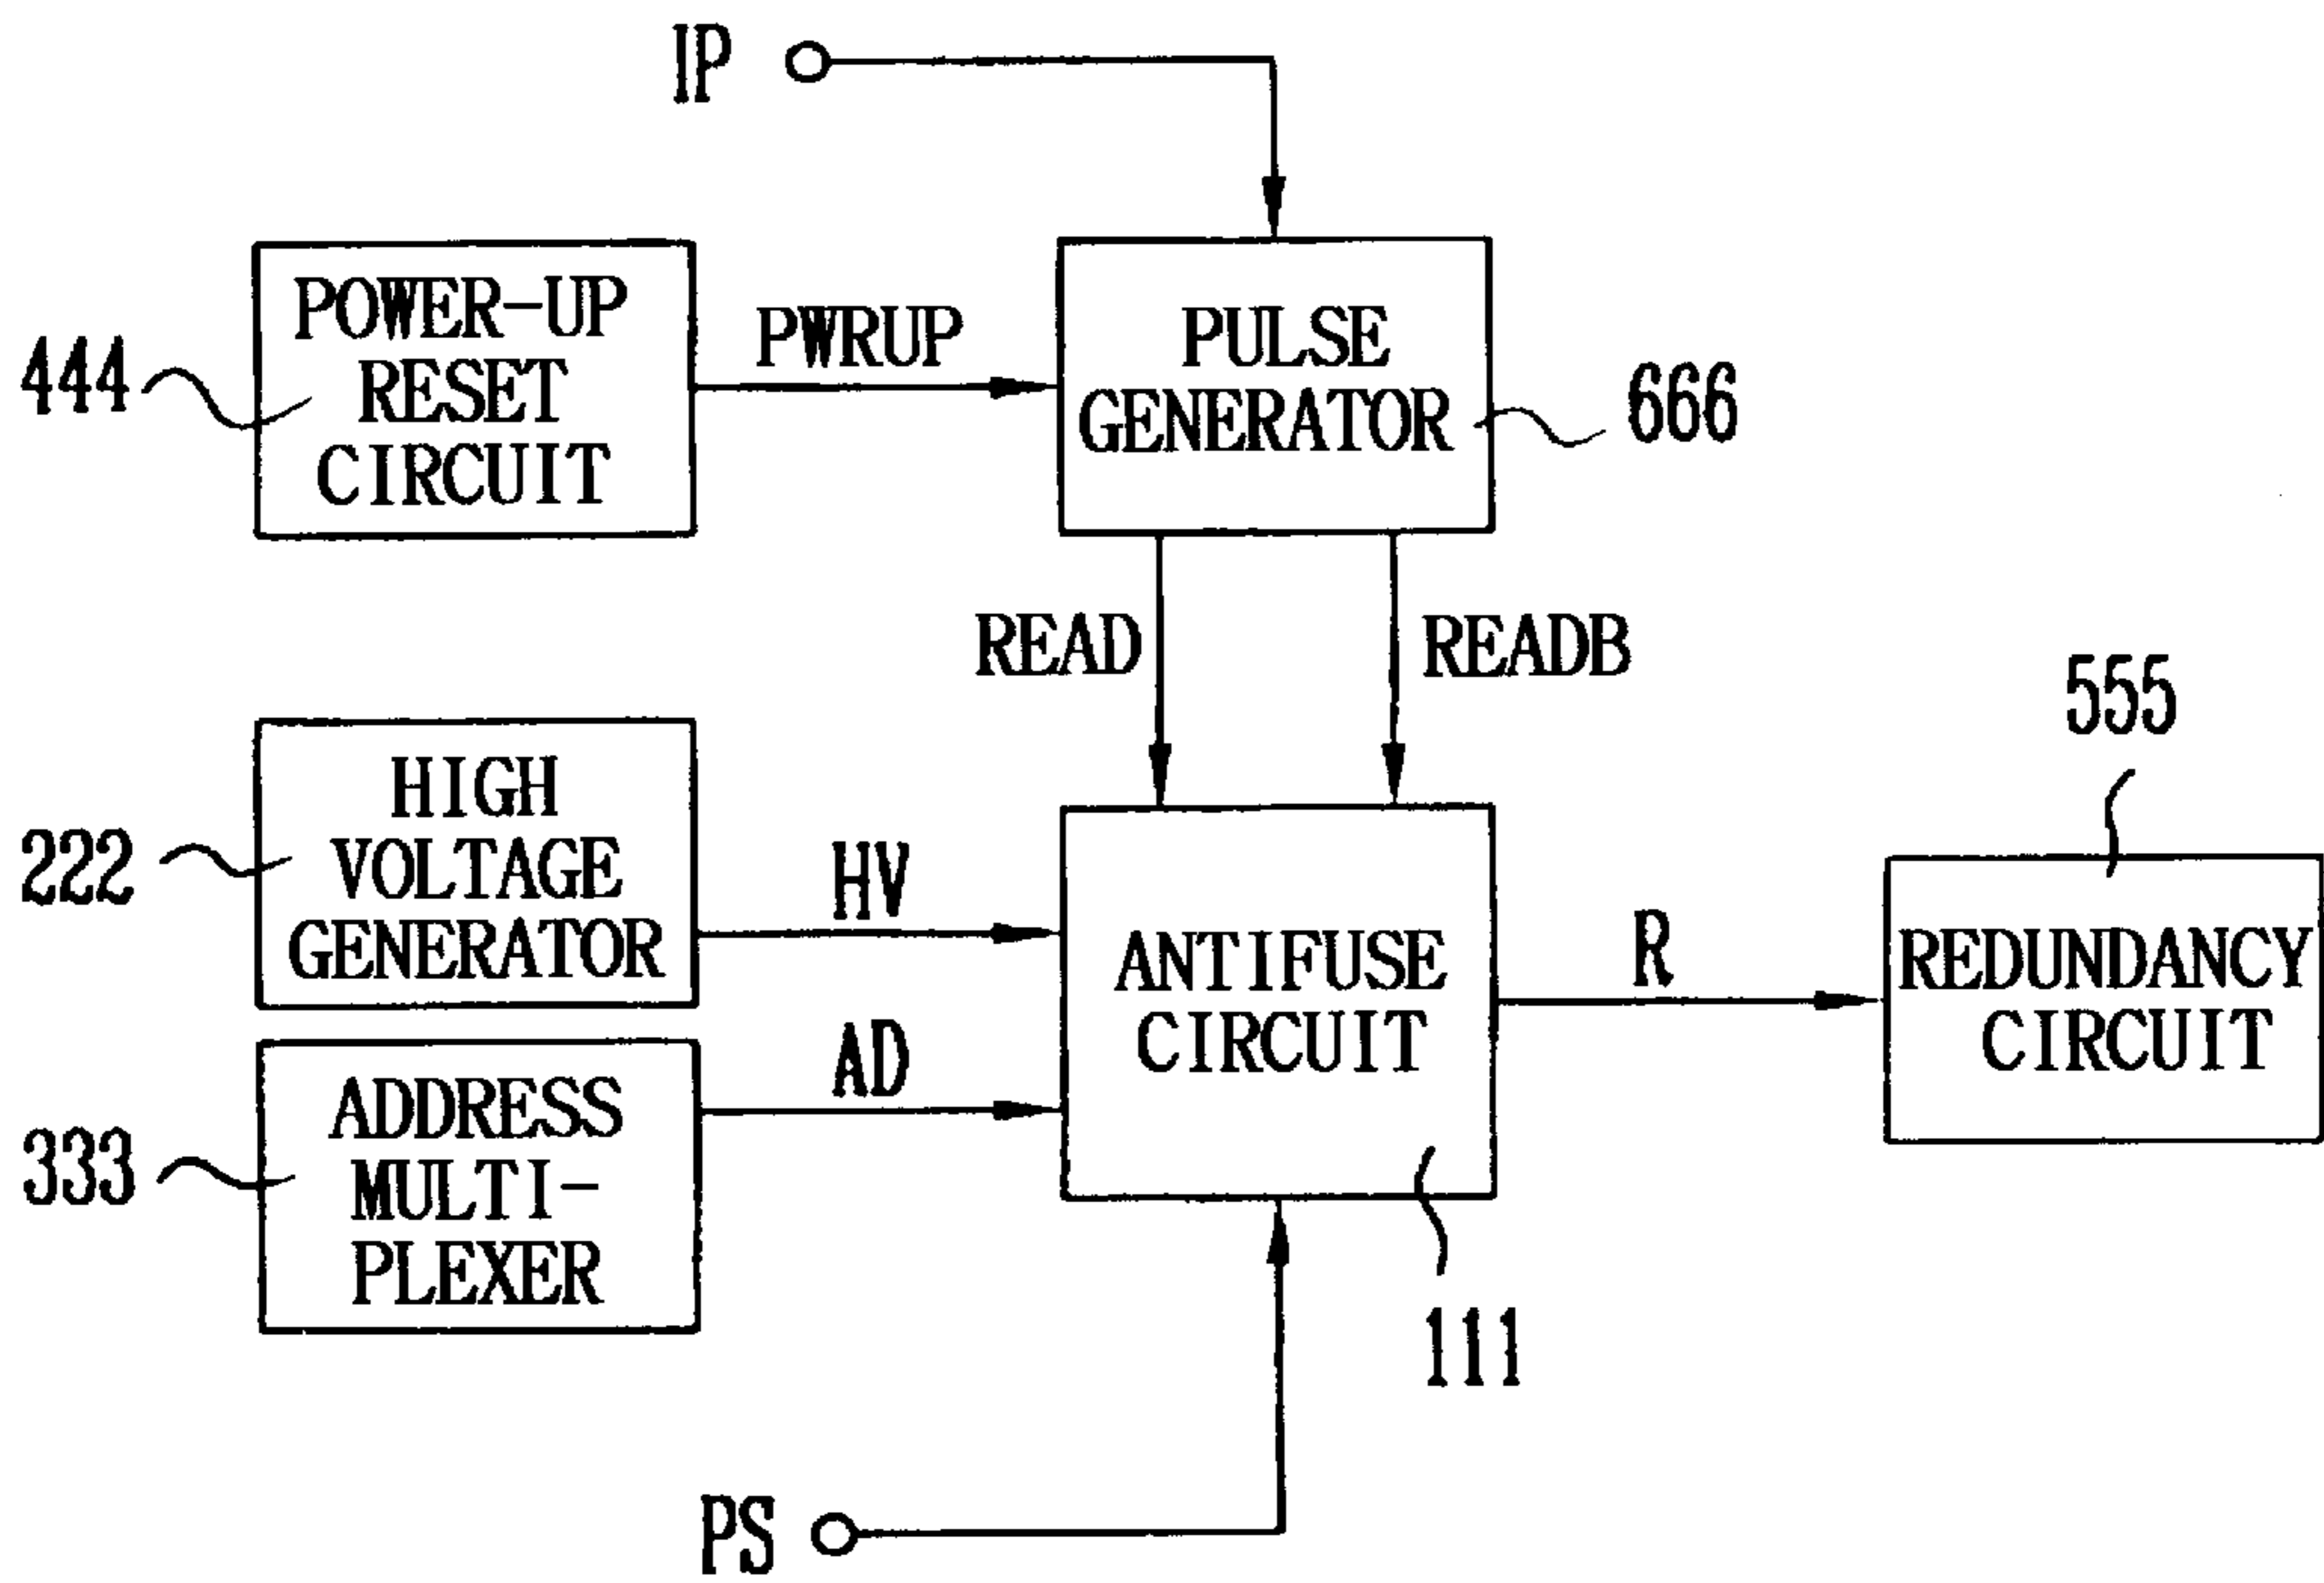 IP
POWER-UP
RESET
CIRCUIT
444
PWRUP
PULSE
GENERATOR
666
READ
READB
555
HIGH
VOLTAGE
GENERATOR
222
HV
ANTIFUSE
CIRCUIT
R
REDUNDANCY
CIRCUIT
AD
ADDRESS
MULTI-
PLEXER
333
111
PS